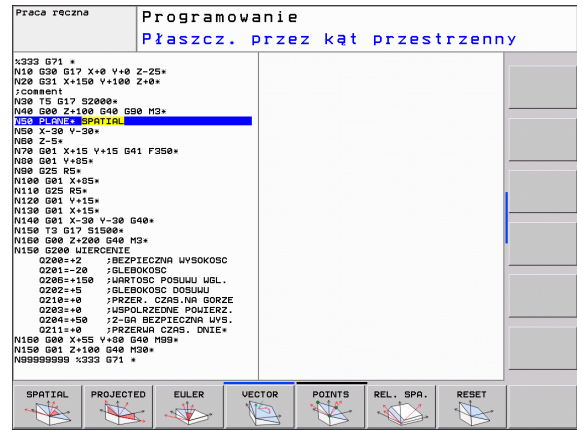 Praca ręczna
Programowanie
Płaszcz. przez kąt przestrzenny
%333 G71 *
N10 G30 G17 X+0 Y+0 Z-25*
N20 G31 X+150 Y+100 Z+0*
;comment
N30 T5 G17 S2000*
N40 G00 Z+100 G40 G90 M3*
N50 PLANE* SPATIAL
N50 X-30 Y-30*
N60 Z-5*
N70 G01 X+15 Y+15 G41 F350*
N80 G01 Y+85*
N90 G25 R5*
N100 G01 X+85*
N110 G25 R5*
N120 G01 Y+15*
N130 G01 X+15*
N140 G01 X-30 Y-30 G40*
N150 T3 G17 S1500*
N160 G00 Z+200 G40 M3*
N150 G200 WIERCENIE
Q200=+2 ;BEZPIECZNA WYSOKOSC
Q201=-20 ;GLEBOKOSC
Q206=+150 ;WARTOSC POSUWU WGL.
Q202=+5 ;GLEBOKOSC DOSUWU
Q210=+0 ;PRZER. CZAS.NA GORZE
Q203=+0 ;WSPOLRZEDNE POWIERZ.
Q204=+50 ;2-GA BEZPIECZNA WYS.
Q211=+0 ;PRZERWA CZAS. DNIE*
N160 G00 X+55 Y+80 G40 M99*
N150 G01 Z+100 G40 M30*
N99999999 %333 G71 *
SPATIAL PROJECTED EULER VECTOR POINTS REL. SPA. RESET